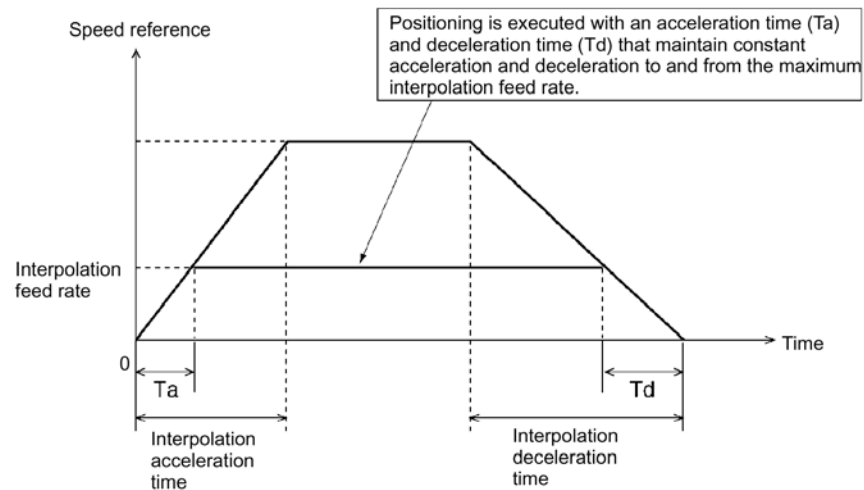 Speed reference
Positioning is executed with an acceleration time (Ta)
and deceleration time (Td) that maintain constant
acceleration and deceleration to and from the maximum
interpolation feed rate.
Interpolation
feed rate
0
Time
Ta
Td
Interpolation
acceleration
time
Interpolation
deceleration
time